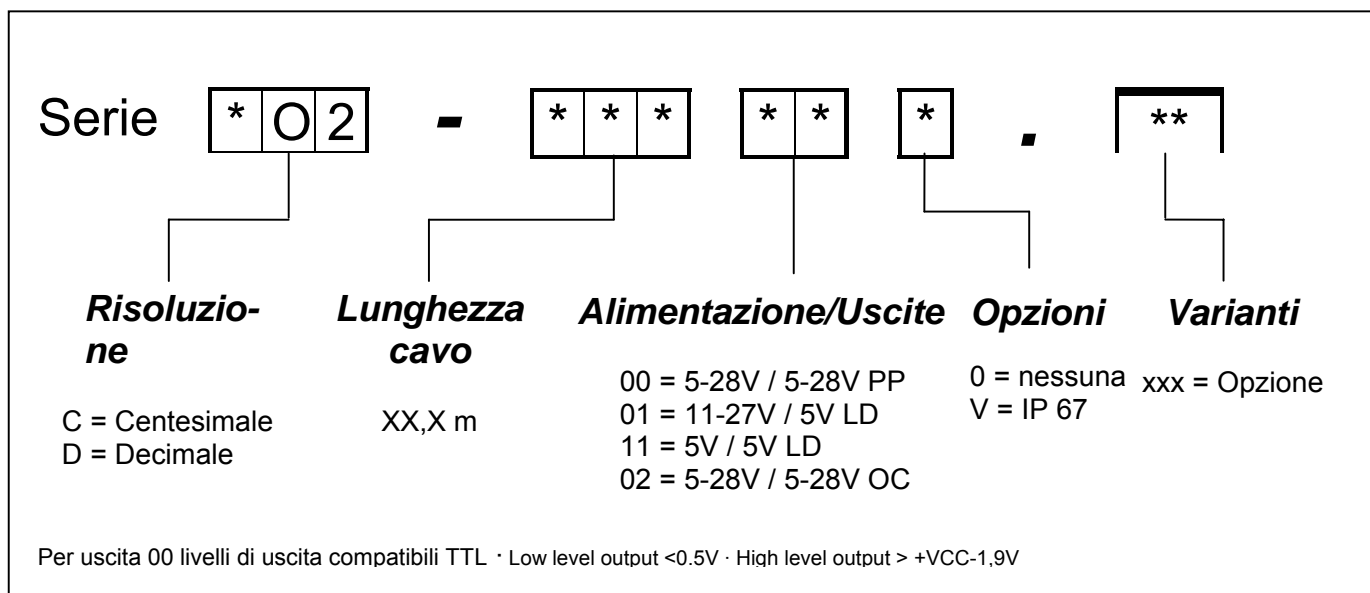 Serie * O 2 - * * * * * * . **
Risoluzio-
ne
C = Centesimale
D = Decimale
Lunghezza
cavo
XX,X m
Alimentazione/Uscite
00 = 5-28V / 5-28V PP
01 = 11-27V / 5V LD
11 = 5V / 5V LD
02 = 5-28V / 5-28V OC
Opzioni
0 = nessuna
V = IP 67
Varianti
xxx = Opzione
Per uscita 00 livelli di uscita compatibili TTL · Low level output <0.5V · High level output > +VCC-1,9V